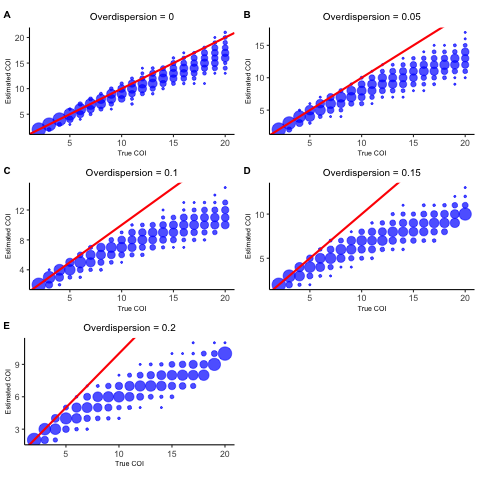 A
Overdispersion = 0
Estimated COI
20
15
10
5
5
10
15
20
True COI
B
Overdispersion = 0.05
Estimated COI
15
10
5
5
10
15
20
True COI
C
Overdispersion = 0.1
Estimated COI
12
8
4
5
10
15
20
True COI
D
Overdispersion = 0.15
Estimated COI
10
5
5
10
15
20
True COI
E
Overdispersion = 0.2
Estimated COI
9
6
3
5
10
15
20
True COI